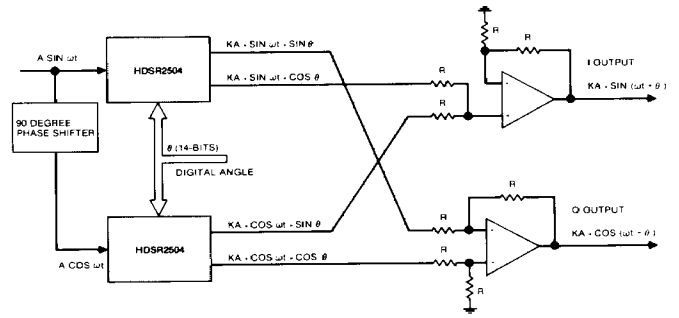 A SIN ωt
HDSR2504
KA - SIN ωt - SIN θ
KA - SIN ωt - COS θ
R
R
R
R
I OUTPUT
KA - SIN (ωt + θ)
90 DEGREE
PHASE SHIFTER
θ (14-BITS)
DIGITAL ANGLE
A COS ωt
HDSR2504
KA - COS ωt - SIN θ
KA - COS ωt - COS θ
R
R
R
R
Q OUTPUT
KA - COS (ωt - θ)